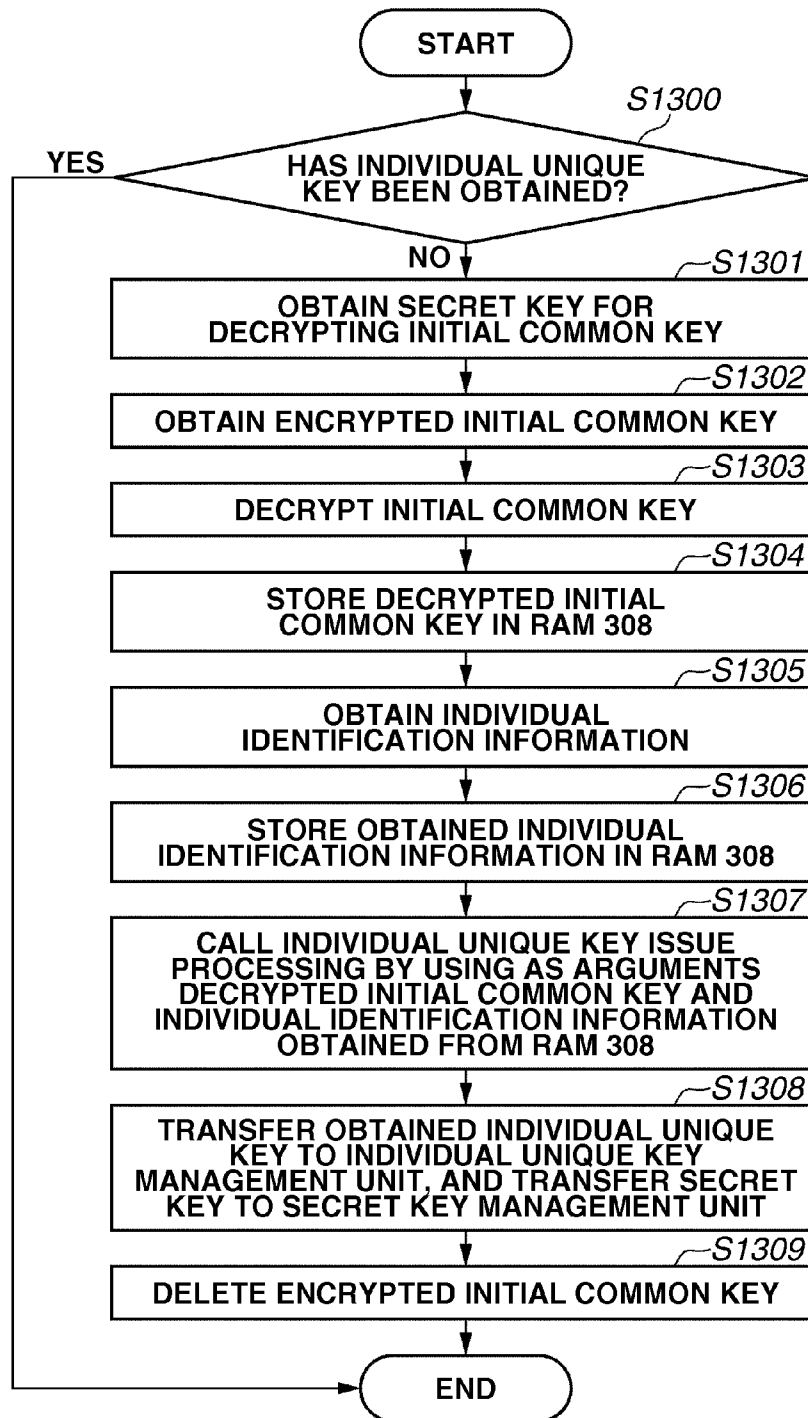 START
S1300
YES
HAS INDIVIDUAL UNIQUE
KEY BEEN OBTAINED?
NO
S1301
OBTAIN SECRET KEY FOR
DECRYPTING INITIAL COMMON KEY
S1302
OBTAIN ENCRYPTED INITIAL COMMON KEY
S1303
DECRYPT INITIAL COMMON KEY
S1304
STORE DECRYPTED INITIAL
COMMON KEY IN RAM 308
S1305
OBTAIN INDIVIDUAL
IDENTIFICATION INFORMATION
S1306
STORE OBTAINED INDIVIDUAL
IDENTIFICATION INFORMATION IN RAM 308
S1307
CALL INDIVIDUAL UNIQUE KEY ISSUE
PROCESSING BY USING AS ARGUMENTS
DECRYPTED INITIAL COMMON KEY AND
INDIVIDUAL IDENTIFICATION INFORMATION
OBTAINED FROM RAM 308
S1308
TRANSFER OBTAINED INDIVIDUAL UNIQUE
KEY TO INDIVIDUAL UNIQUE KEY
MANAGEMENT UNIT, AND TRANSFER SECRET
KEY TO SECRET KEY MANAGEMENT UNIT
S1309
DELETE ENCRYPTED INITIAL COMMON KEY
END